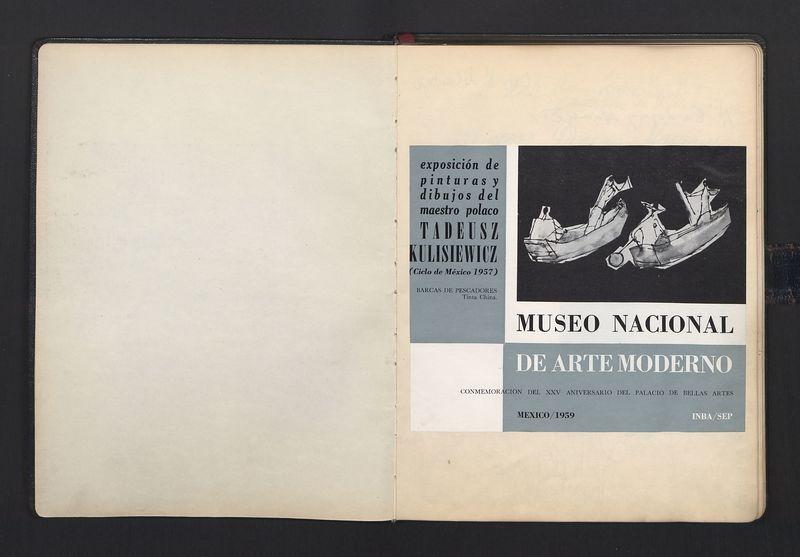 exposición de
pinturas y
dibujos del
maestro polaco
TADEUSZ
KULISIEWICZ
(Ciclo de México 1957)
BARCAS DE PESCADORES
Tinta China.
MUSEO NACIONAL
DE ARTE MODERNO
CONMEMORACION DEL XXV ANIVERSARIO DEL PALACIO DE BELLAS ARTES
MEXICO/1959
INBA/SEP